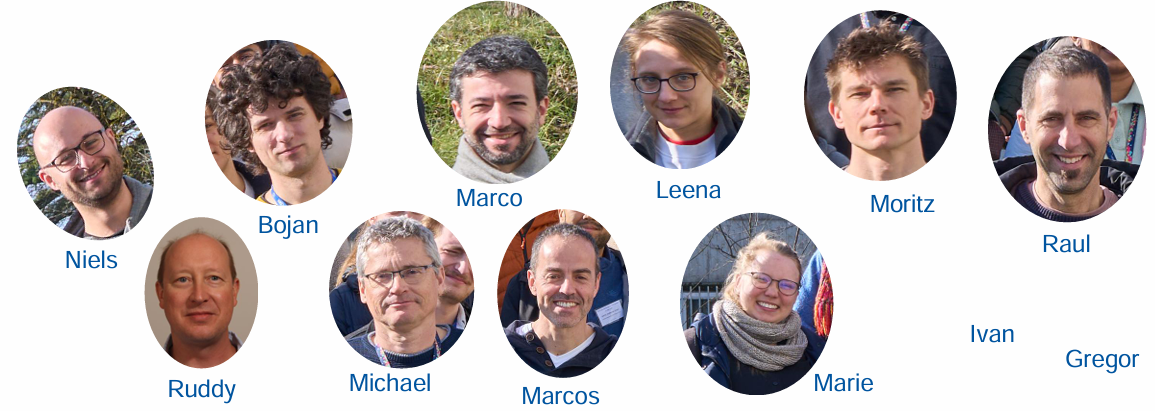 Niels
Bojan
Marco
Leena
Moritz
Raul
Ruddy
Michael
Marcos
Marie
Ivan
Gregor